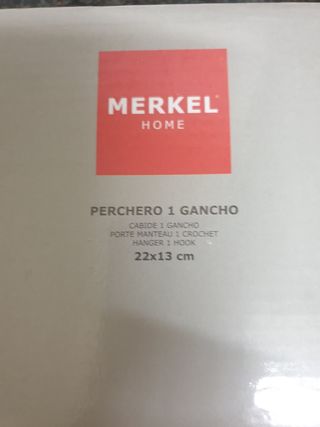 MERKEL
HOME
PERCHERO 1 GANCHO
CABIDE 1 GANCHO
PORTE MANTEAU 1 CROCHET
HANGER 1 HOOK
22x13 cm